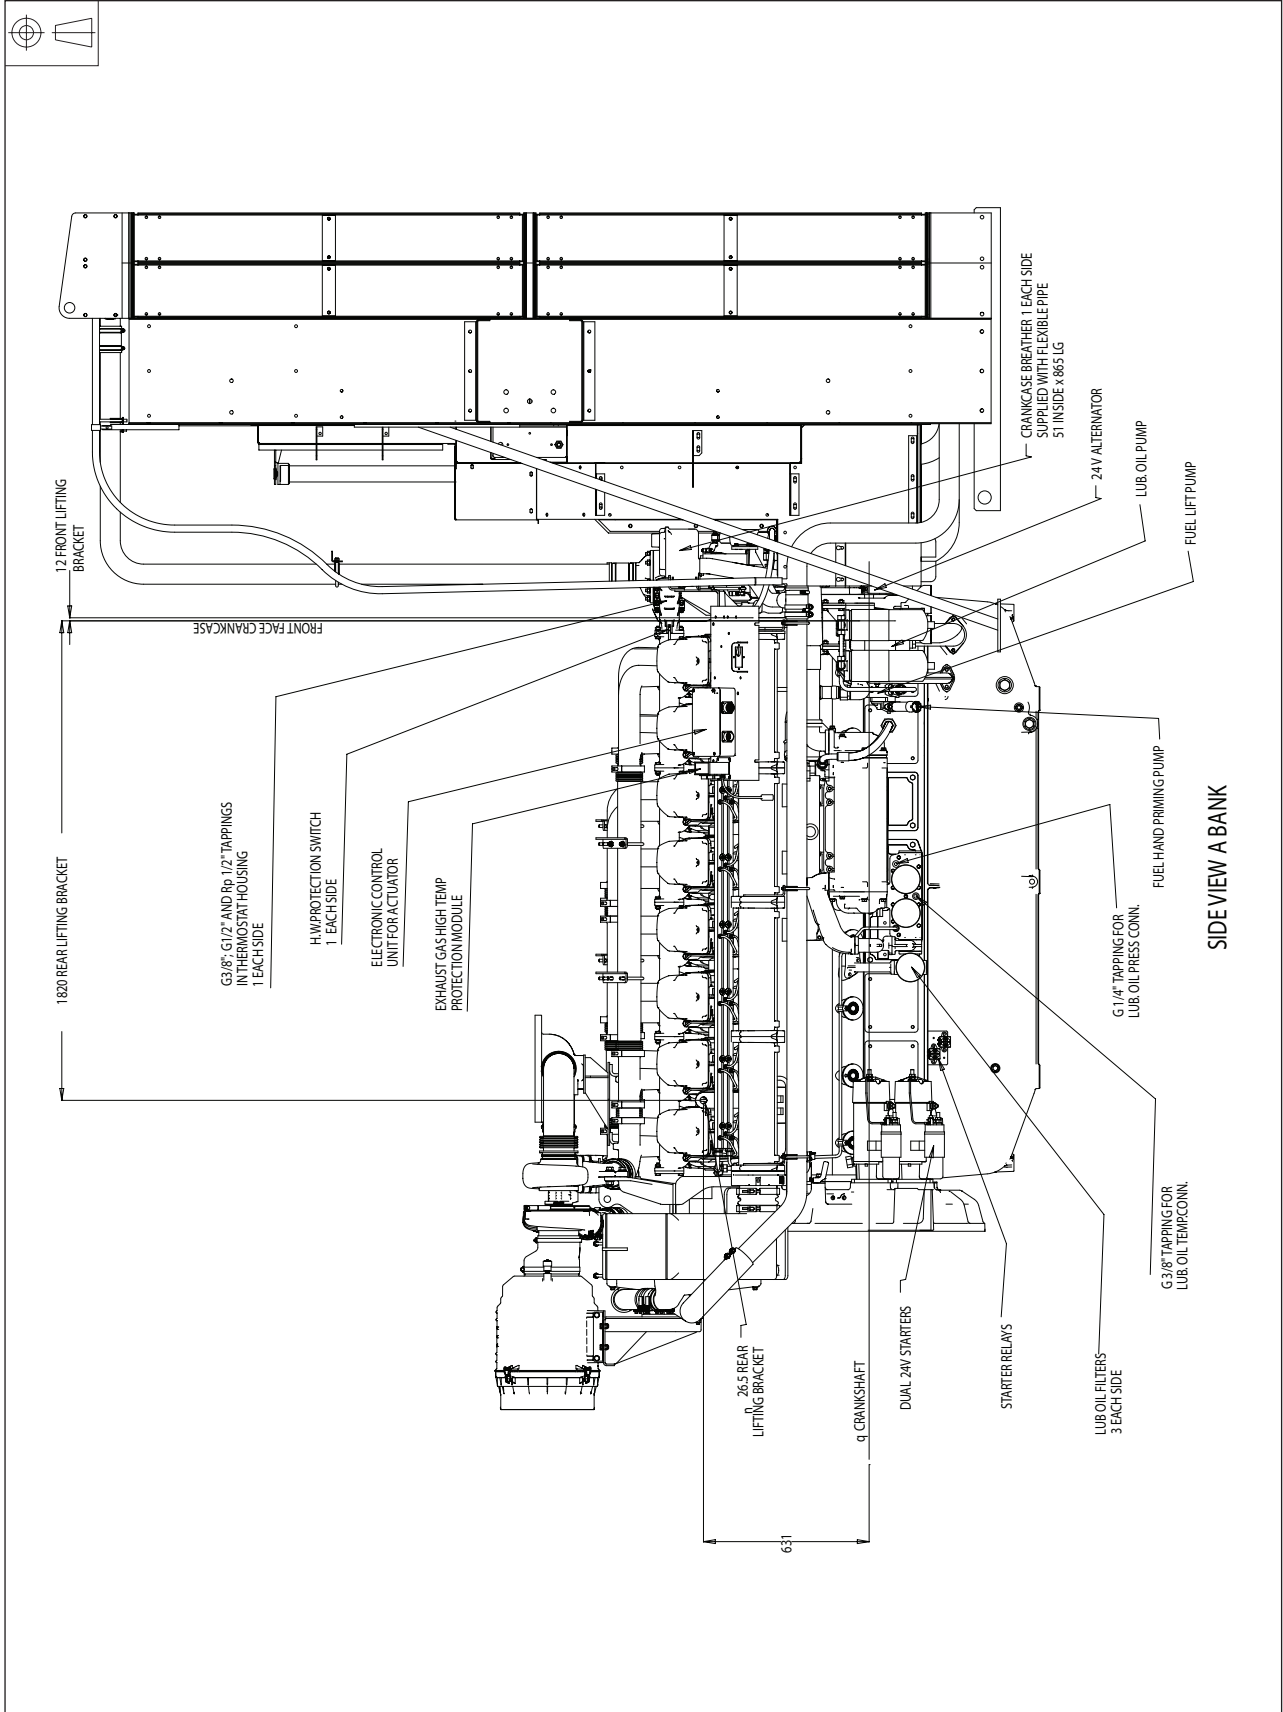 12 FRONT LIFTING
BRACKET
FRONT FACE CRANKCASE
1820 REAR LIFTING BRACKET
G3/8"; G1/2" AND Rp 1/2" TAPPINGS
IN THERMOSTAT HOUSING
1 EACH SIDE
H.W.PROTECTION SWITCH
1 EACH SIDE
ELECTRONIC CONTROL
UNIT FOR ACTUATOR
EXHAUST GAS HIGH TEMP
PROTECTION MODULE
CRANKCASE BREATHER 1 EACH SIDE
SUPPLIED WITH FLEXIBLE PIPE
51 INSIDE x 865 LG
24 V ALTERNATOR
LUB. OIL PUMP
FUEL LIFT PUMP
FUEL HAND PRIMING PUMP
G 1/4" TAPPING FOR
LUB. OIL PRESS CONN.
G 3/8" TAPPING FOR
LUB. OIL TEMP.CONN.
LUB OIL FILTERS
3 EACH SIDE
STARTER RELAYS
DUAL 24V STARTERS
q CRANKSHAFT
n 26.5 REAR
LIFTING BRACKET
631
SIDE VIEW A BANK